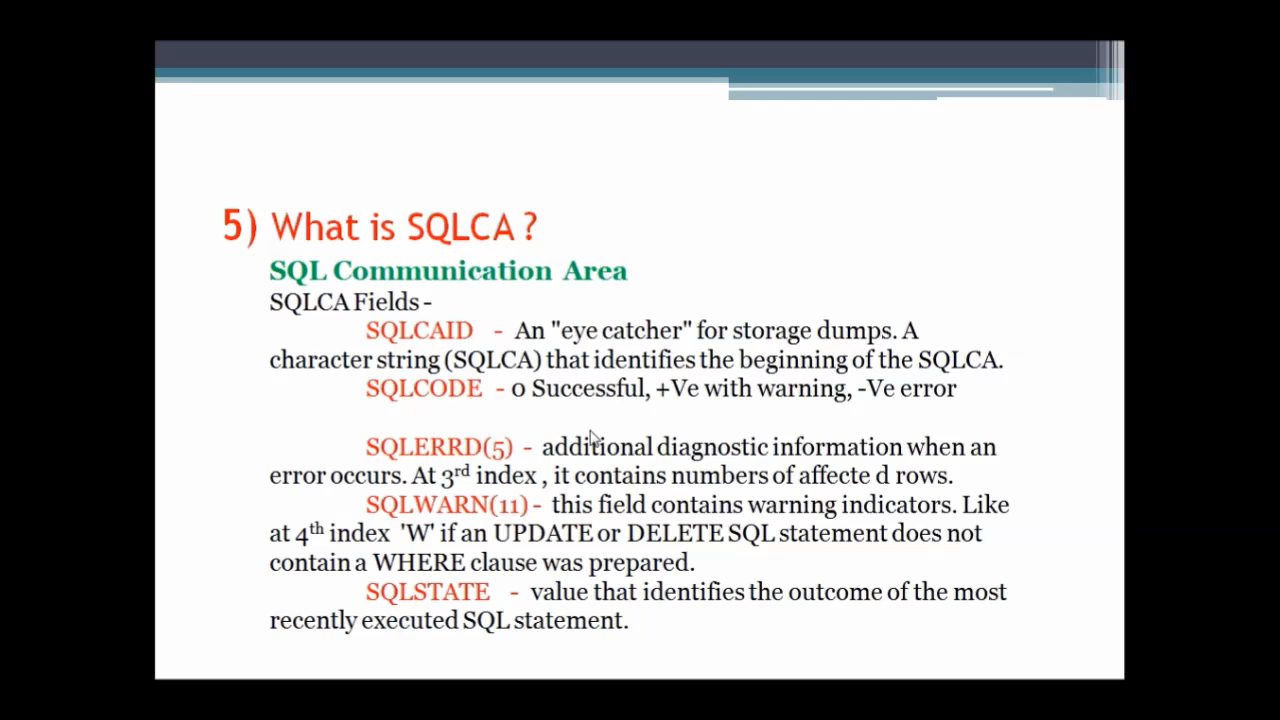 5) What is SQLCA ?
SQL Communication Area
SQLCA Fields -
SQLCAID - An "eye catcher" for storage dumps. A
character string (SQLCA) that identifies the beginning of the SQLCA.
SQLCODE - 0 Successful, +Ve with warning, -Ve error
SQLERRD(5) - additional diagnostic information when an
error occurs. At 3rd index , it contains numbers of affecte d rows.
SQLWARN(11) - this field contains warning indicators. Like
at 4th index 'W' if an UPDATE or DELETE SQL statement does not
contain a WHERE clause was prepared.
SQLSTATE - value that identifies the outcome of the most
recently executed SQL statement.